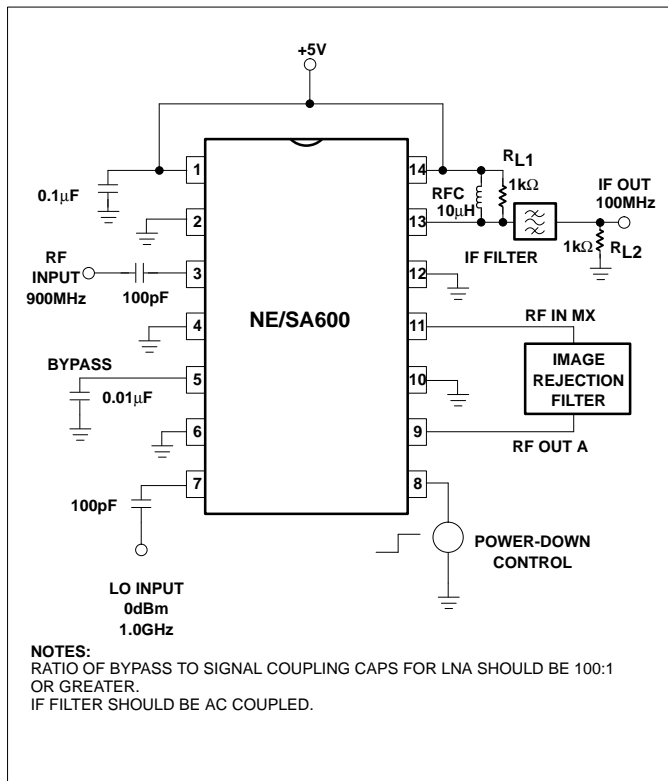 +5V
0.1µF
1
2
RF
INPUT
900MHz
100pF
3
4
BYPASS
0.01µF
5
6
7
100pF
LO INPUT
0dBm
1.0GHz
NE/SA600
14
13
12
11
10
9
8
RFC
10µH
RL1
1kΩ
IF FILTER
IF OUT
100MHz
1kΩ
RL2
RF IN MX
IMAGE
REJECTION
FILTER
RF OUT A
POWER-DOWN
CONTROL
NOTES:
RATIO OF BYPASS TO SIGNAL COUPLING CAPS FOR LNA SHOULD BE 100:1
OR GREATER.
IF FILTER SHOULD BE AC COUPLED.